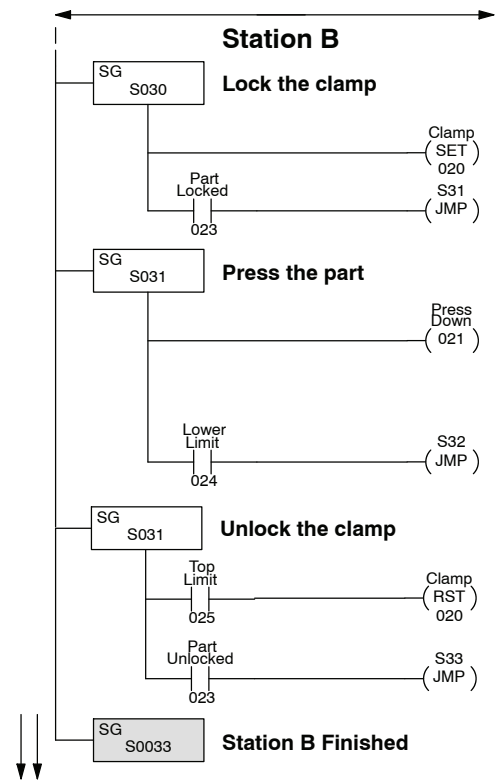 Station B
SG
S030
Lock the clamp
Clamp
SET
020
Part
Locked
023
S31
JMP
SG
S031
Press the part
Press
Down
021
Lower
Limit
024
S32
JMP
SG
S031
Unlock the clamp
Top
Limit
025
Clamp
RST
020
Part
Unlocked
023
S33
JMP
SG
S0033
Station B Finished